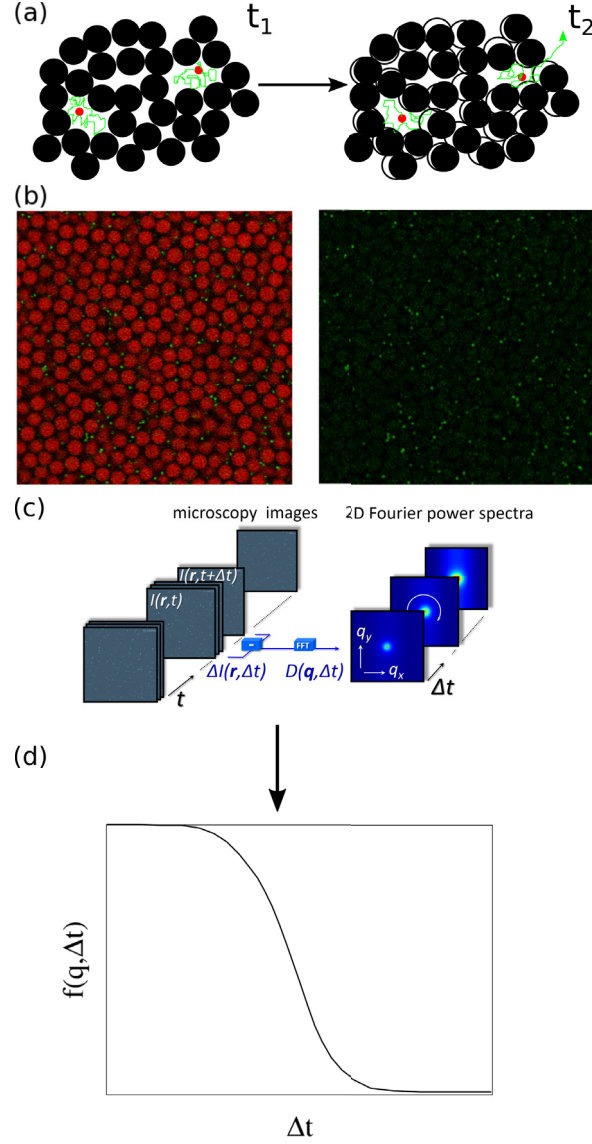 (a)
t1
t2
(b)
(c)
microscopy images
2D Fourier power spectra
I(r,t+Δt)
I(r,t)
t
-
FFT
ΔI(r,Δt)
D(q,Δt)
qy
qx
Δt
(d)
f(q,Δt)
Δt